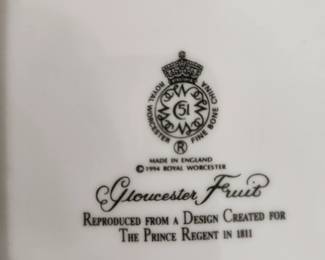 ROYAL WORCESTER FINE BONE CHINA
51
®
MADE IN ENGLAND
© 1994 ROYAL WORCESTER
Gloucester Fruit
REPRODUCED FROM A DESIGN CREATED FOR
THE PRINCE REGENT IN 1811